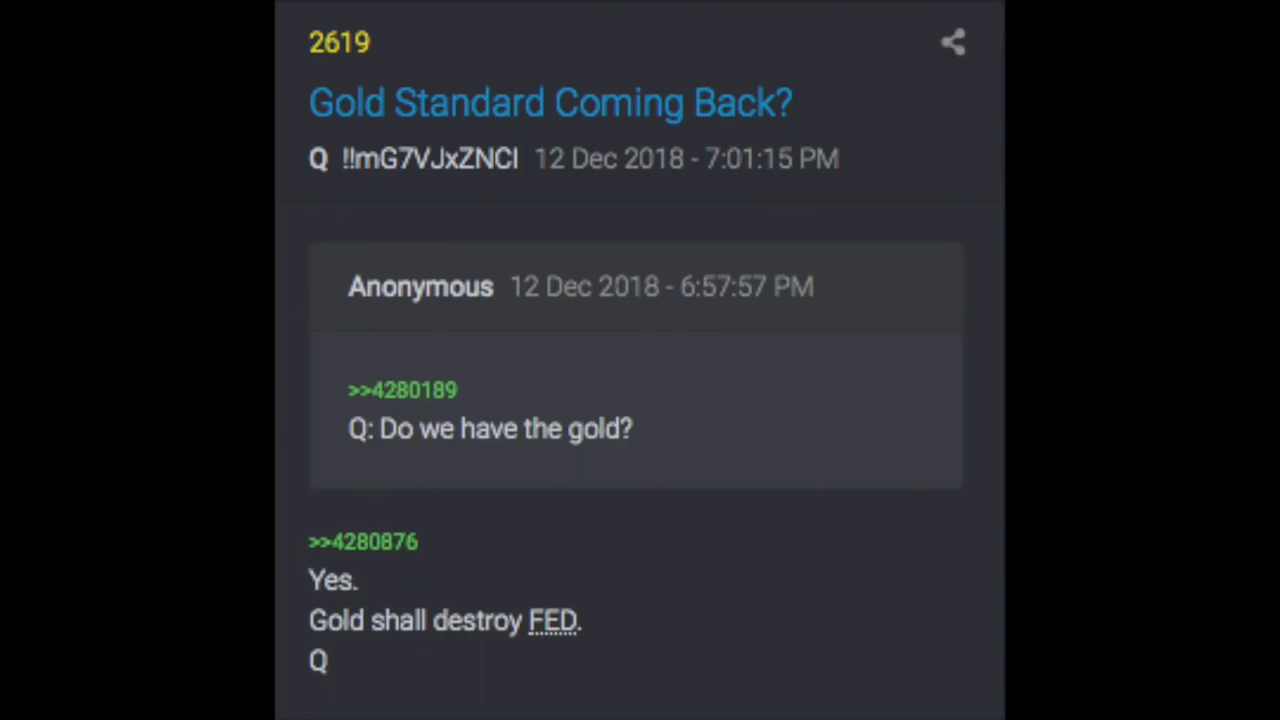 2619
Gold Standard Coming Back?
Q !!mG7VJxZNCI 12 Dec 2018 - 7:01:15 PM
Anonymous 12 Dec 2018 - 6:57:57 PM
>>4280189
Q: Do we have the gold?
>>4280876
Yes.
Gold shall destroy FED.
Q